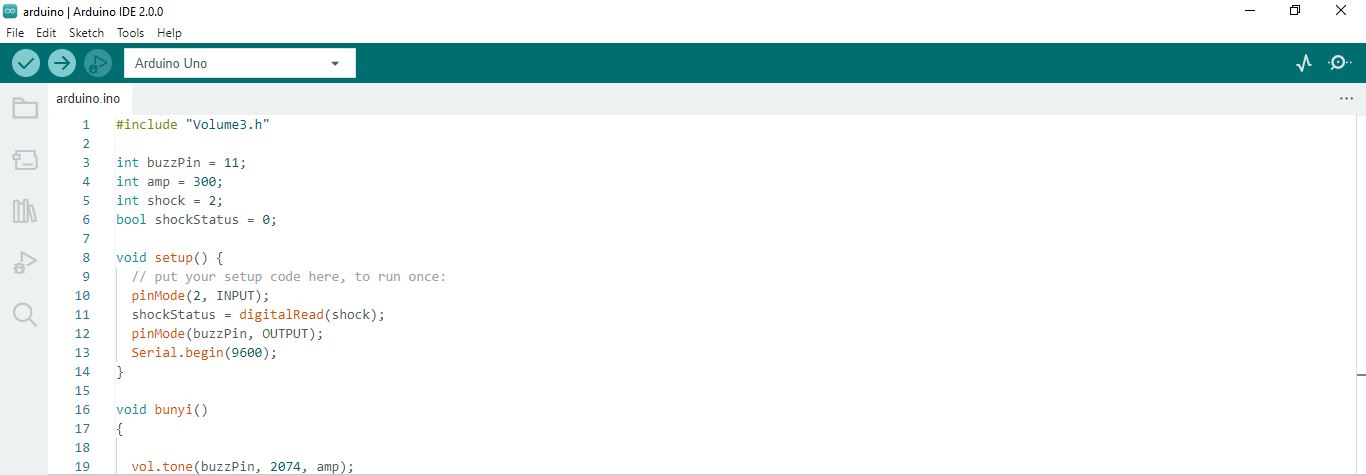 arduino | Arduino IDE 2.0.0
File Edit Sketch Tools Help
Arduino Uno
arduino.ino
1 #include "Volume3.h"
2
3 int buzzPin = 11;
4 int amp = 300;
5 int shock = 2;
6 bool shockStatus = 0;
7
8 void setup() {
9 // put your setup code here, to run once:
10 pinMode(2, INPUT);
11 shockStatus = digitalRead(shock);
12 pinMode(buzzPin, OUTPUT);
13 Serial.begin(9600);
14 }
15
16 void bunyi()
17 {
18
19 vol.tone(buzzPin, 2074, amp);